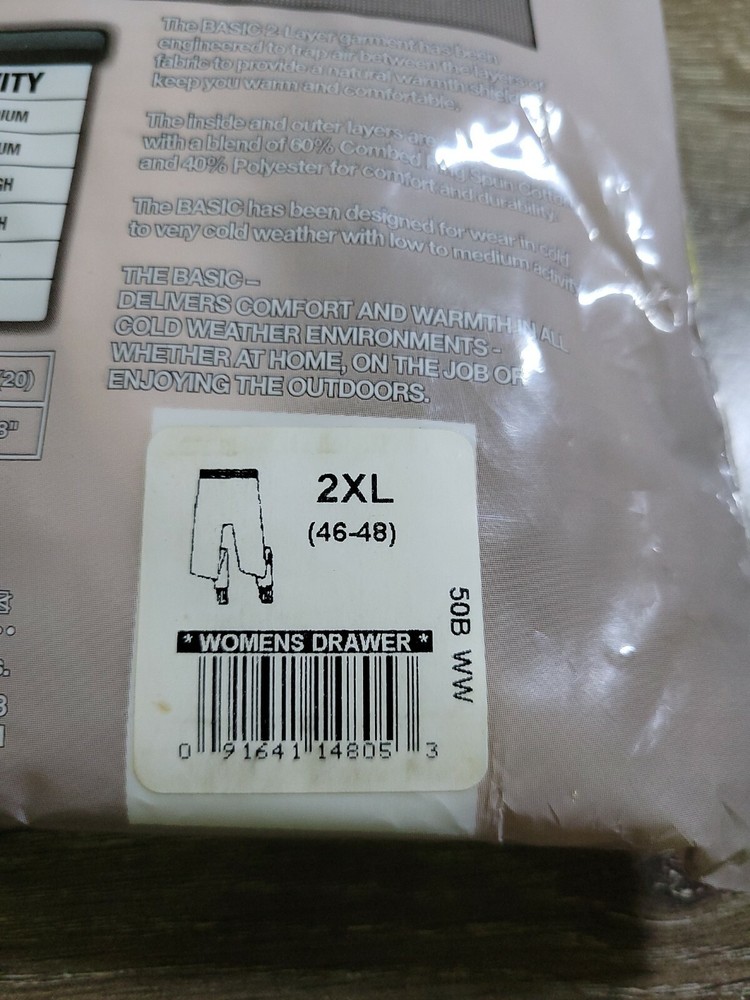 The BASIC 2-Layer garment has been
engineered to trap air between the layers of
fabric to provide a natural warmth shield
keep you warm and comfortable.
The inside and outer layers are
with a blend of 60% Combed Ring Spun Cotton
and 40% Polyester for comfort and durability.
The BASIC has been designed for wear in cold
to very cold weather with low to medium activity
THE BASIC –
DELIVERS COMFORT AND WARMTH IN ALL
COLD WEATHER ENVIRONMENTS -
WHETHER AT HOME, ON THE JOB OR
ENJOYING THE OUTDOORS.
VITY
IUM
UM
GH
H
(20)
8"
2XL
(46-48)
50B WW
* WOMENS DRAWER *
0 91641 14805 3